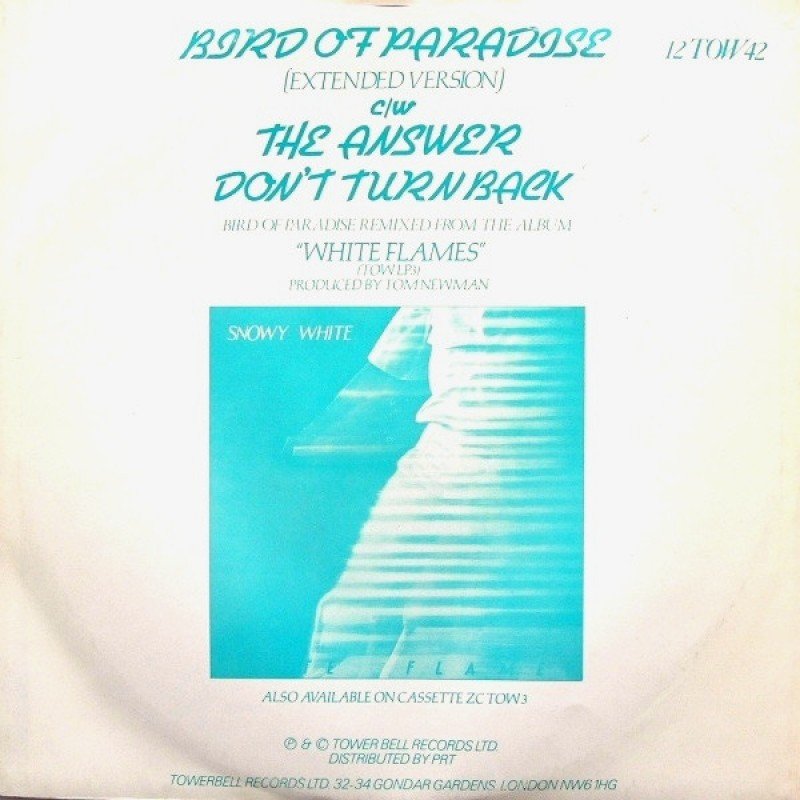 BIRD OF PARADISE
12 TOW 42
(EXTENDED VERSION)
c/w
THE ANSWER
DON'T TURN BACK
BIRD OF PARADISE REMIXED FROM THE ALBUM
"WHITE FLAMES"
(TOW LP3)
PRODUCED BY TOM NEWMAN
SNOWY WHITE
E FLAME
ALSO AVAILABLE ON CASSETTE ZC TOW 3
℗ & © TOWER BELL RECORDS LTD.
DISTRIBUTED BY PRT
TOWERBELL RECORDS LTD. 32-34 GONDAR GARDENS, LONDON NW6 1HG